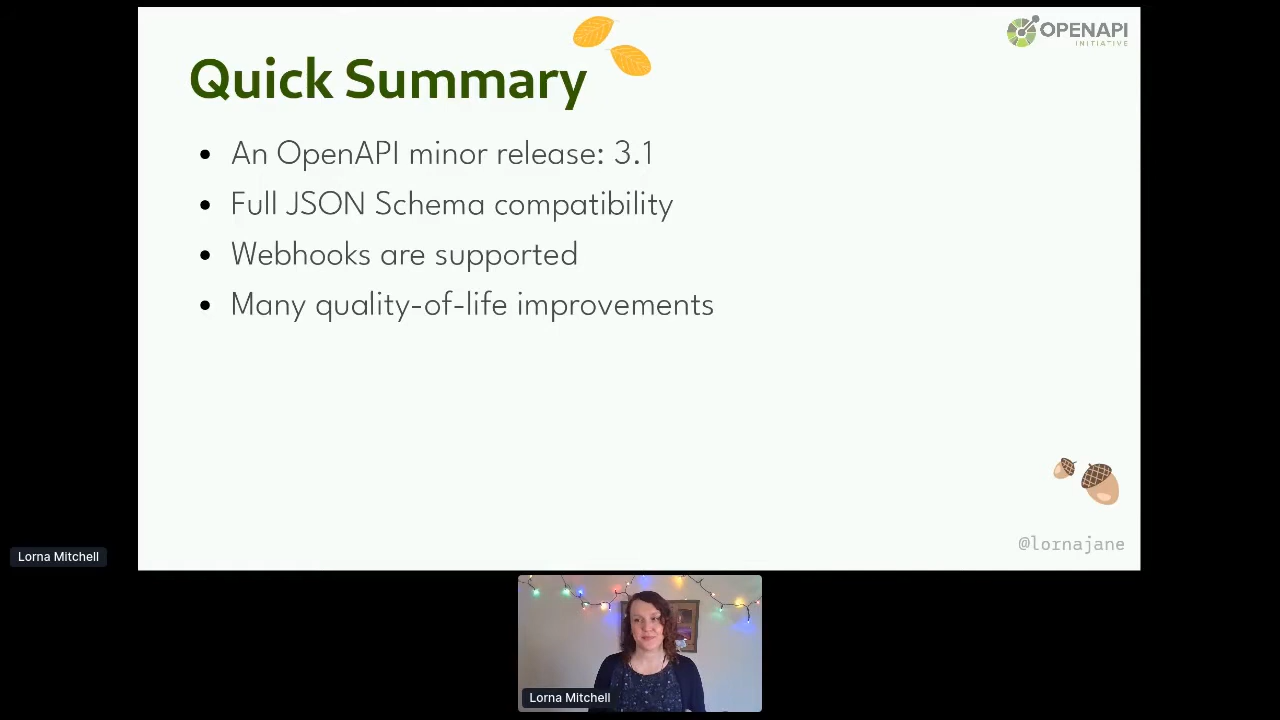 OPENAPI
INITIATIVE
Quick Summary
An OpenAPI minor release: 3.1
Full JSON Schema compatibility
Webhooks are supported
Many quality-of-life improvements
@lornajane
Lorna Mitchell
Lorna Mitchell